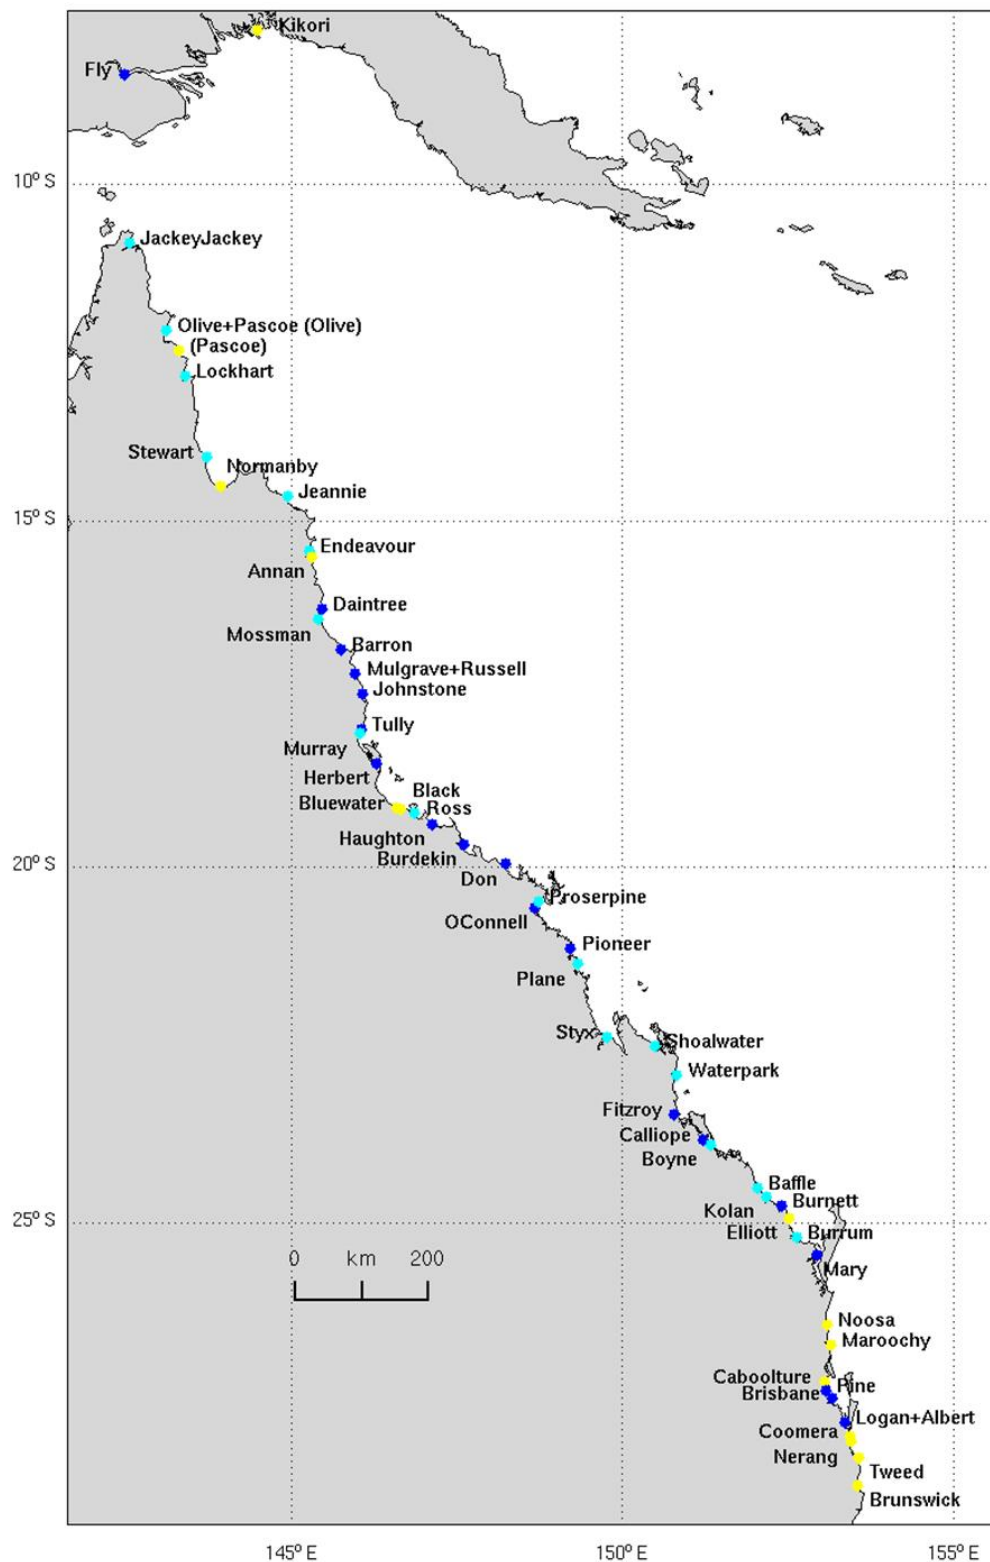 Kikori
Fly
10° S
JackeyJackey
Olive+Pascoe (Olive)
(Pascoe)
Lockhart
Stewart
Normanby
Jeannie
15° S
Endeavour
Annan
Daintree
Mossman
Barron
Mulgrave+Russell
Johnstone
Tully
Murray
Herbert
Black
Bluewater
Ross
Haughton
Burdekin
20° S
Don
Proserpine
OConnell
Pioneer
Plane
Styx
Shoalwater
Waterpark
Fitzroy
Calliope
Boyne
Baffle
Burnett
Kolan
25° S
Elliott
Burrum
0 km 200
Mary
Noosa
Maroochy
Caboolture
Pine
Brisbane
Logan+Albert
Coomera
Nerang
Tweed
Brunswick
145° E 150° E 155° E